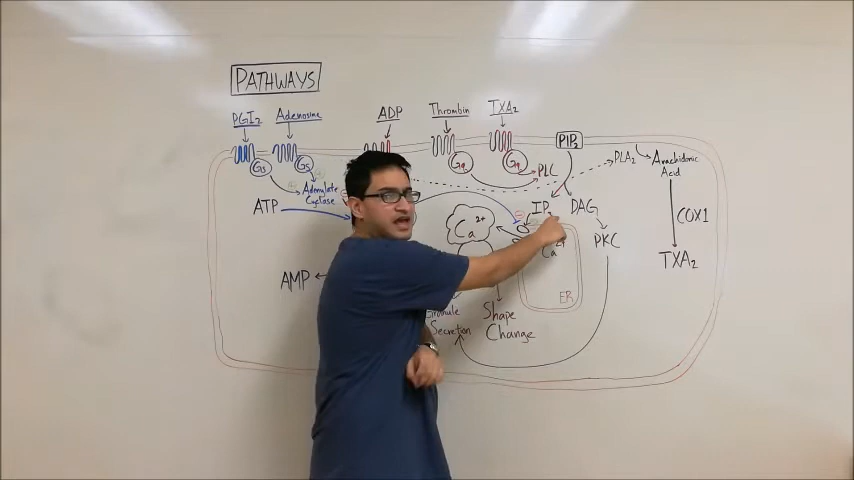 PATHWAYS
PGI2
Adenosine
ADP
Thrombin
TXA2
PIP2
Gs
Gs
Gq
Gq
PLC
PLA2
Arachidonic
Acid
Adenylate
Cyclase
ATP
IP3
DAG
COX1
Ca2+
Ca2+
PKC
TXA2
AMP
ER
Granule
Secretion
Shape
Change